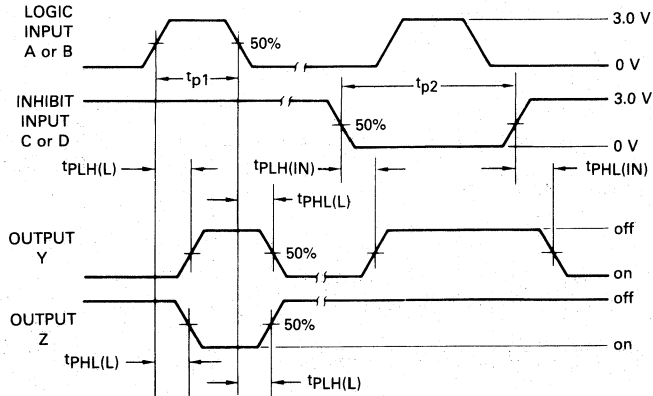 LOGIC
INPUT
A or B
50%
3.0 V
0 V
tp1
tp2
INHIBIT
INPUT
C or D
50%
3.0 V
0 V
tPLH(L)
tPLH(IN)
tPHL(IN)
tPHL(L)
OUTPUT
Y
50%
off
on
OUTPUT
Z
50%
off
on
tPHL(L)
tPLH(L)